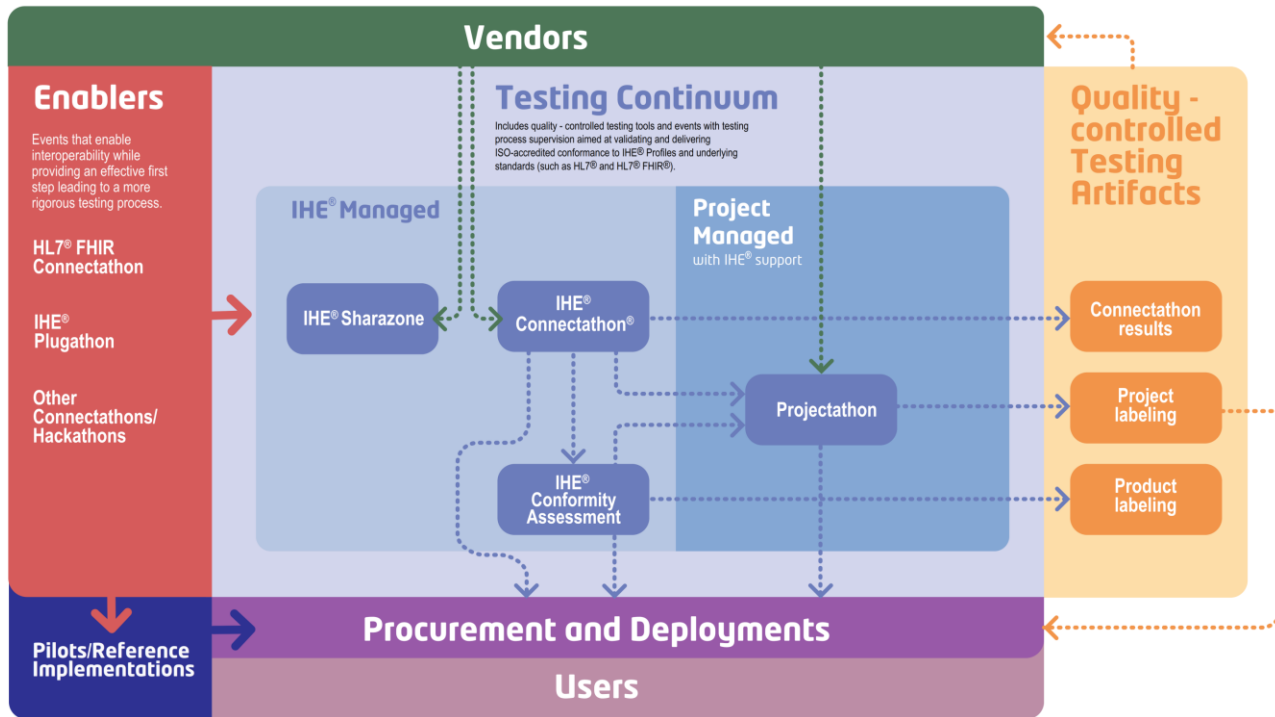 Vendors
Enablers
Events that enable
interoperability while
providing an effective first
step leading to a more
rigorous testing process.
HL7® FHIR
Connectathon
IHE®
Plugathon
Other
Connectathons/
Hackathons
Testing Continuum
Includes quality - controlled testing tools and events with testing
process supervision aimed at validating and delivering
ISO-accredited conformance to IHE® Profiles and underlying
standards (such as HL7® and HL7® FHIR®).
IHE® Managed
IHE® Sharazone
IHE®
Connectathon®
IHE®
Conformity
Assessment
Project
Managed
with IHE® support
Projectathon
Quality -
controlled
Testing
Artifacts
Connectathon
results
Project
labeling
Product
labeling
Pilots/Reference
Implementations
Procurement and Deployments
Users